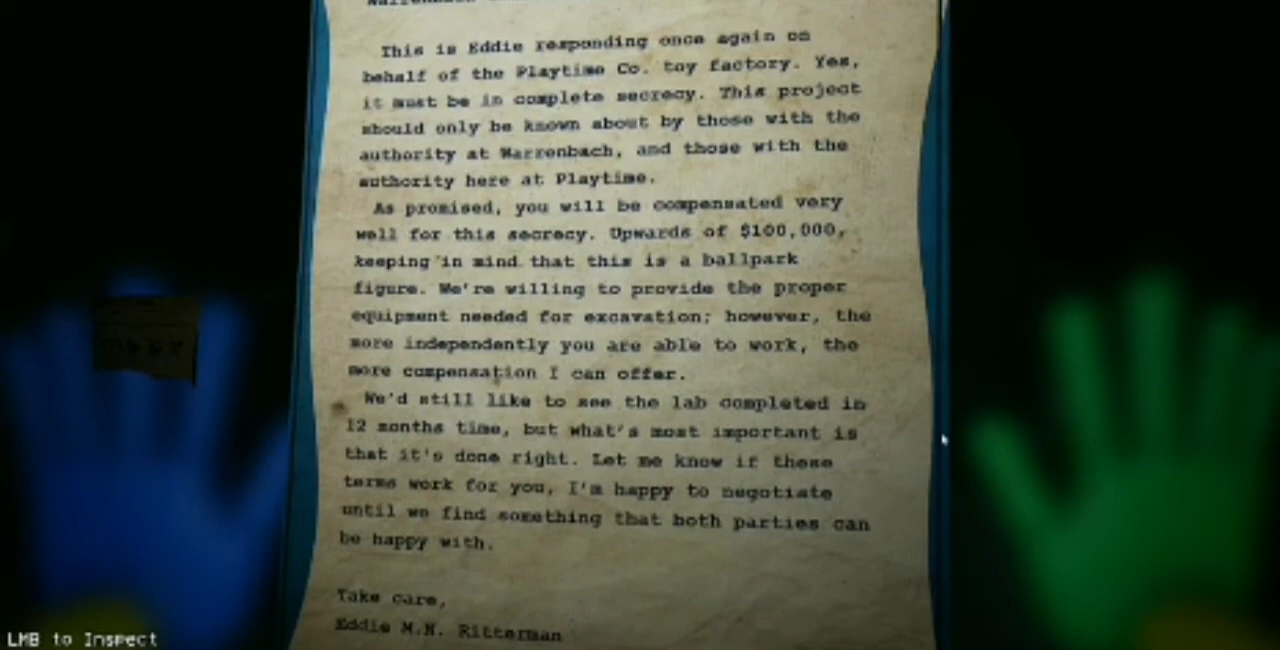 This is Eddie responding once again on
behalf of the Playtime Co. toy factory. Yes,
it must be in complete secrecy. This project
should only be known about by those with the
authority at Warrenbach, and those with the
authority here at Playtime.
As promised, you will be compensated very
well for this secrecy. Upwards of $100,000,
keeping in mind that this is a ballpark
figure. We're willing to provide the proper
equipment needed for excavation; however, the
more independently you are able to work, the
more compensation I can offer.
We'd still like to see the lab completed in
12 months time, but what's most important is
that it's done right. Let me know if these
terms work for you, I'm happy to negotiate
until we find something that both parties can
be happy with.
Take care,
Eddie M.N. Ritterman
LMB to Inspect